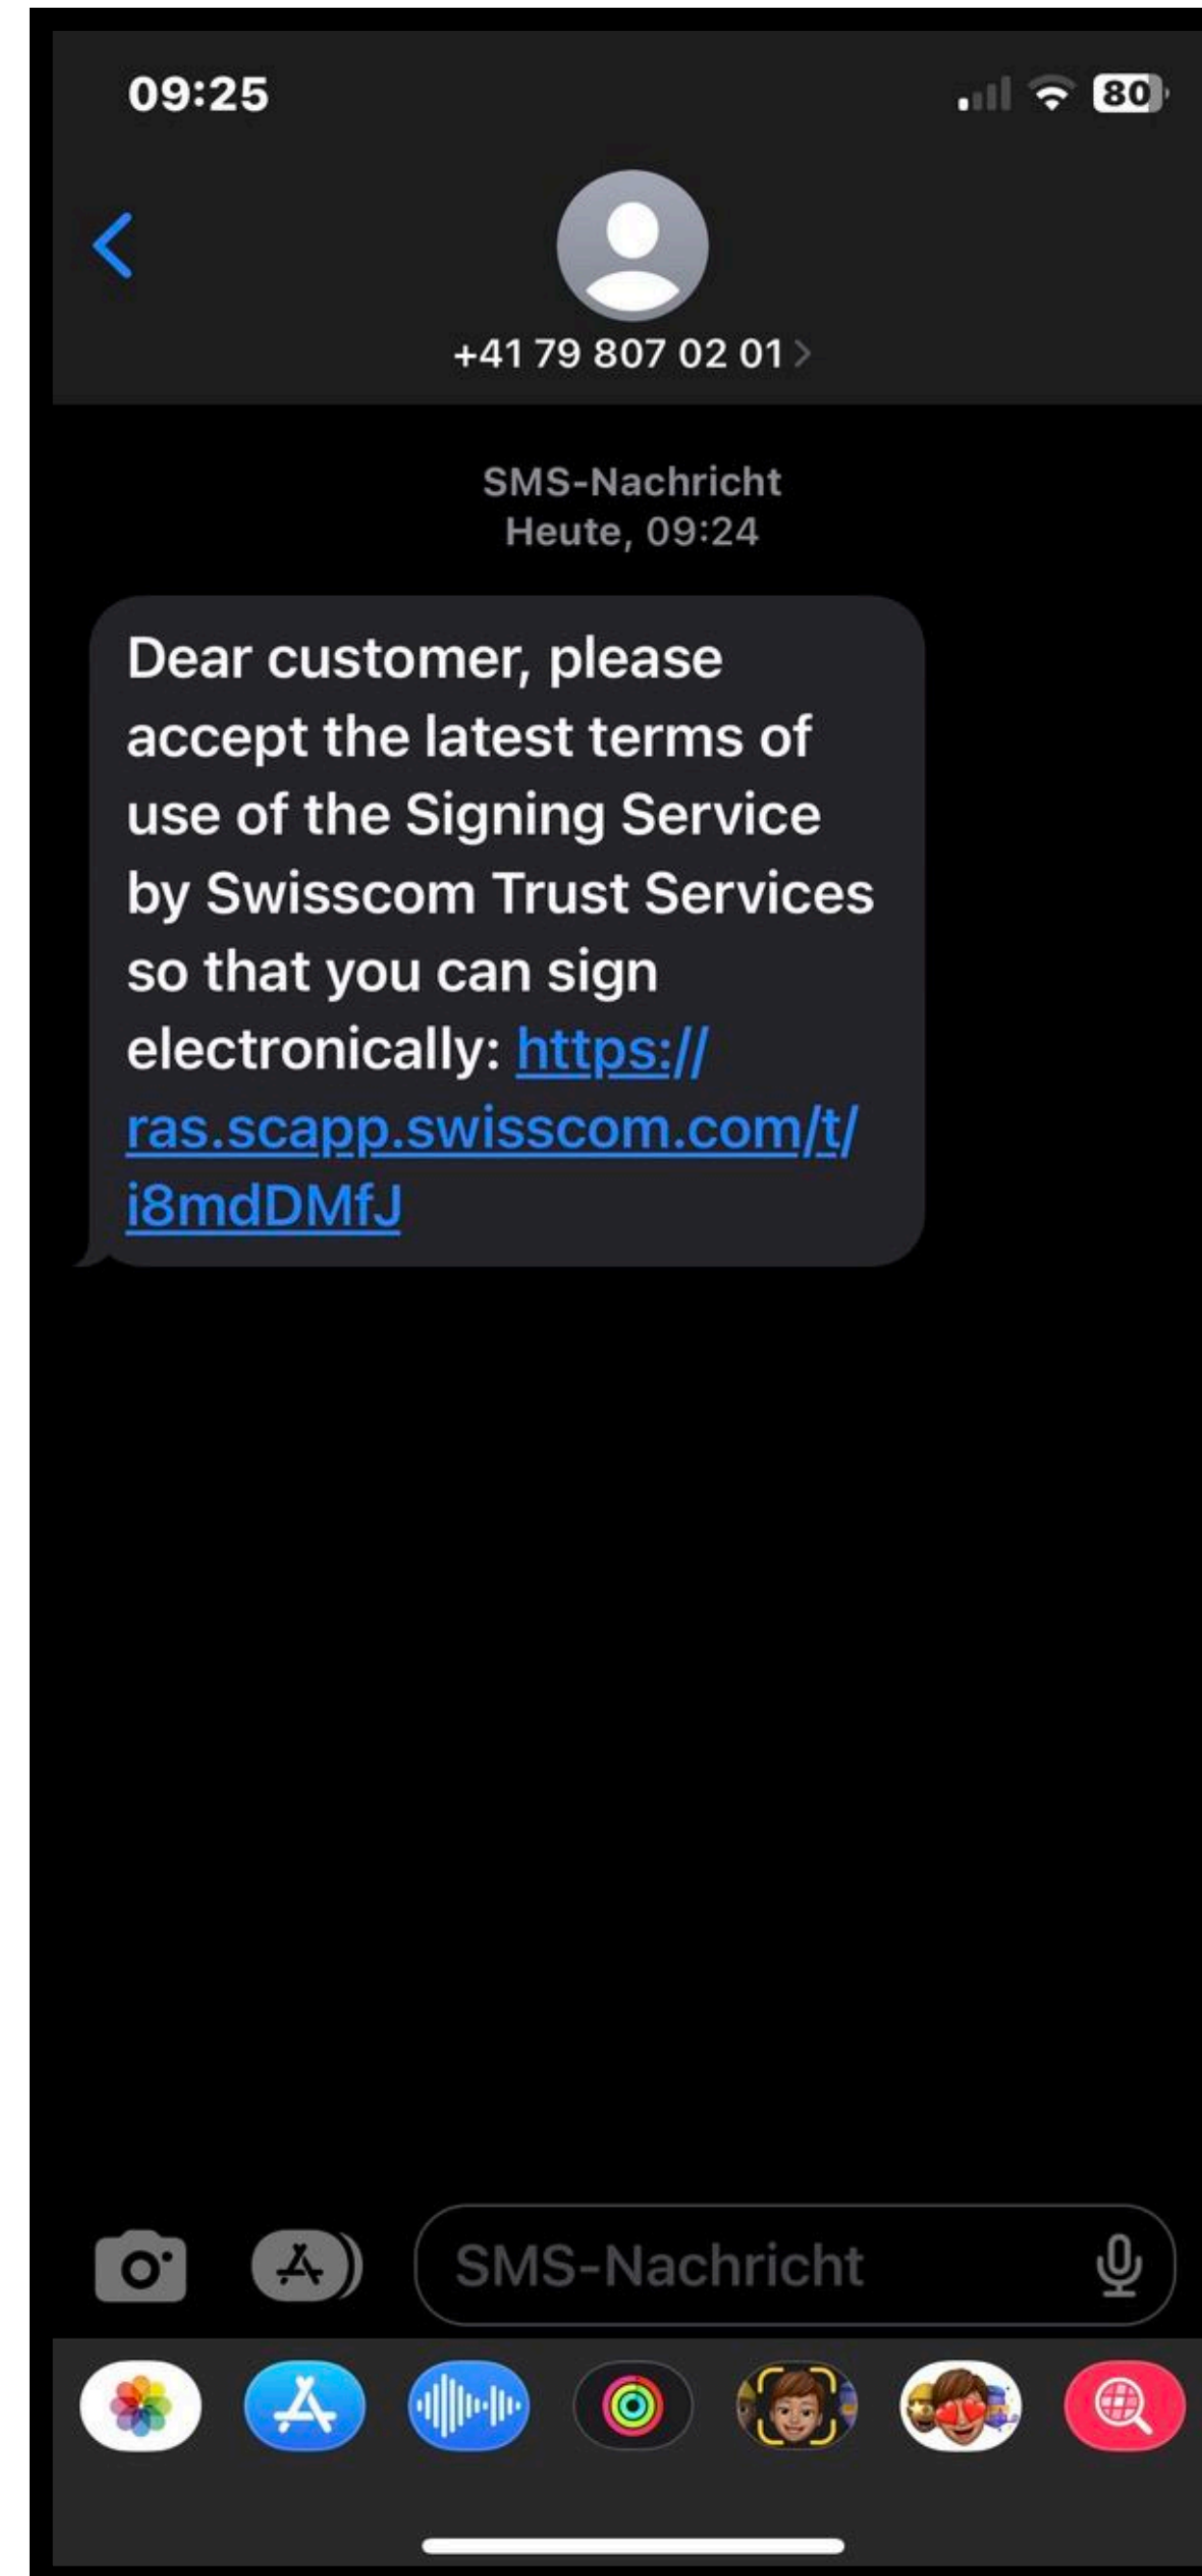 09:25
80
+41 79 807 02 01
SMS-Nachricht
Heute, 09:24
Dear customer, please
accept the latest terms of
use of the Signing Service
by Swisscom Trust Services
so that you can sign
electronically: https://
ras.scapp.swisscom.com/t/
i8mdDMfJ
SMS-Nachricht